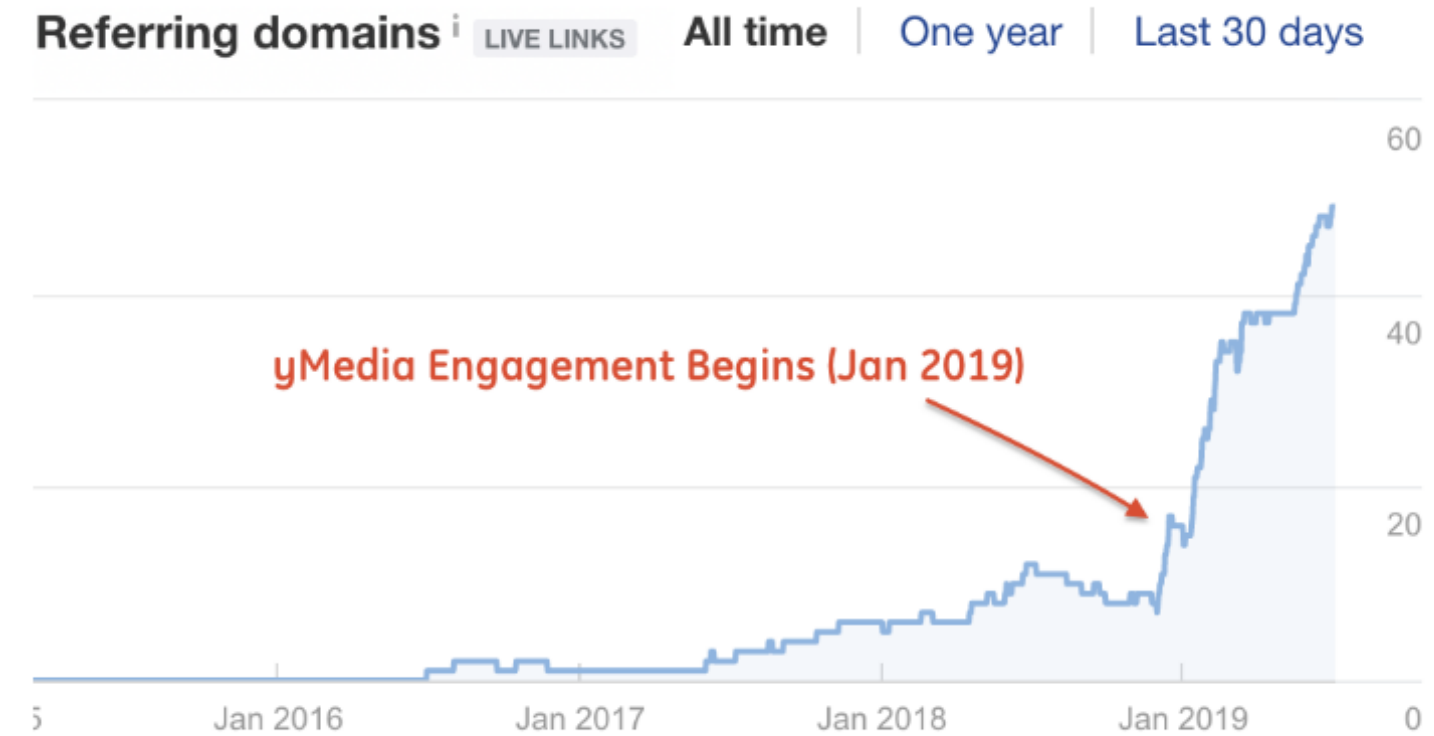 Referring domains i LIVE LINKS All time One year Last 30 days
60
40
yMedia Engagement Begins (Jan 2019)
20
5 Jan 2016 Jan 2017 Jan 2018 Jan 2019 0